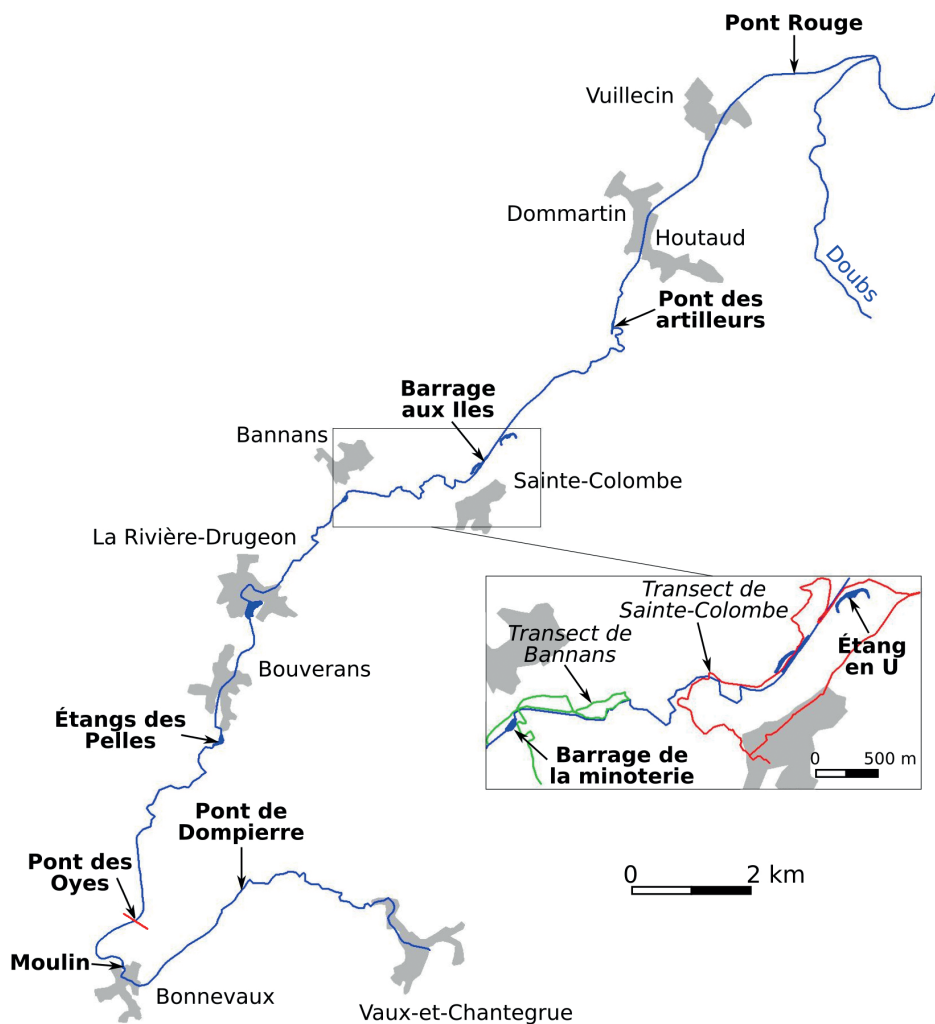 Pont Rouge
Vuillecin
Dommartin
Houtaud
Doubs
Pont des
artilleurs
Barrage
aux Iles
Bannans
Sainte-Colombe
La Rivière-Drugeon
Transect de
Sainte-Colombe
Transect de
Bannans
Étang
en U
Barrage de
la minoterie
0 500 m
Bouverans
Étangs des
Pelles
Pont de
Dompierre
Pont des
Oyes
0 2 km
Moulin
Bonnevaux
Vaux-et-Chantegrue